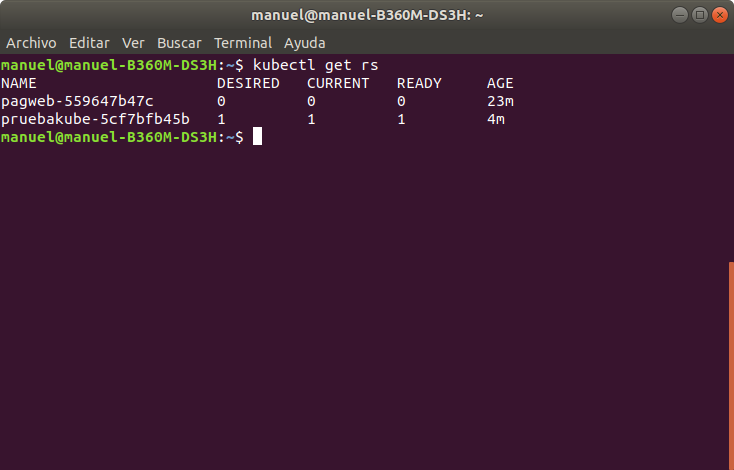 manuel@manuel-B360M-DS3H: ~
Archivo Editar Ver Buscar Terminal Ayuda
manuel@manuel-B360M-DS3H:~$ kubectl get rs
NAME DESIRED CURRENT READY AGE
pagweb-559647b47c 0 0 0 23m
pruebakube-5cf7bfb45b 1 1 1 4m
manuel@manuel-B360M-DS3H:~$